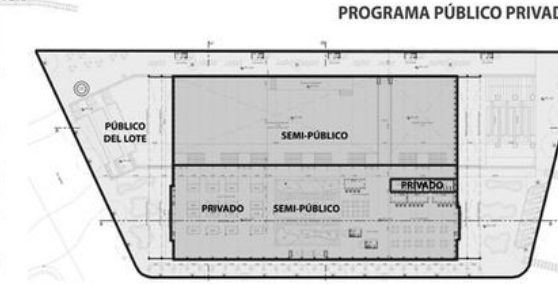 PROGRAMA PÚBLICO PRIVAD
PÚBLICO
DEL LOTE
SEMI-PÚBLICO
PRIVADO
PRIVADO
SEMI-PÚBLICO